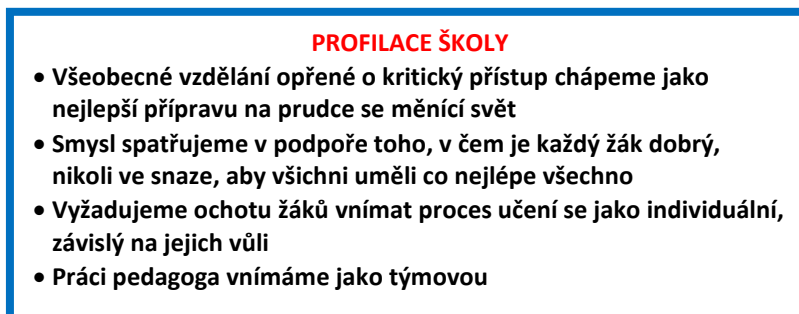 PROFILACE ŠKOLY
• Všeobecné vzdělání opřené o kritický přístup chápeme jako
nejlepší přípravu na prudce se měnící svět
• Smysl spatřujeme v podpoře toho, v čem je každý žák dobrý,
nikoli ve snaze, aby všichni uměli co nejlépe všechno
• Vyžadujeme ochotu žáků vnímat proces učení se jako individuální,
závislý na jejich vůli
• Práci pedagoga vnímáme jako týmovou